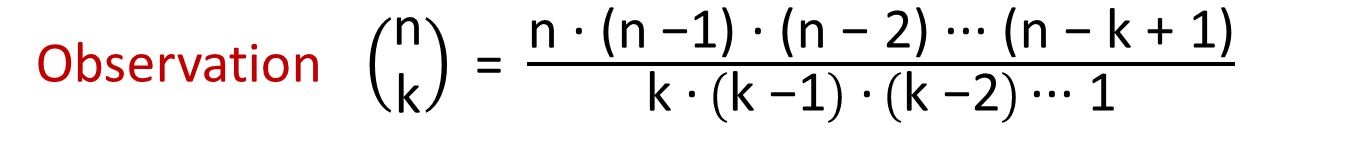 Observation (n k) = n · (n –1) · (n – 2) ··· (n – k + 1) / k · (k –1) · (k –2) ··· 1